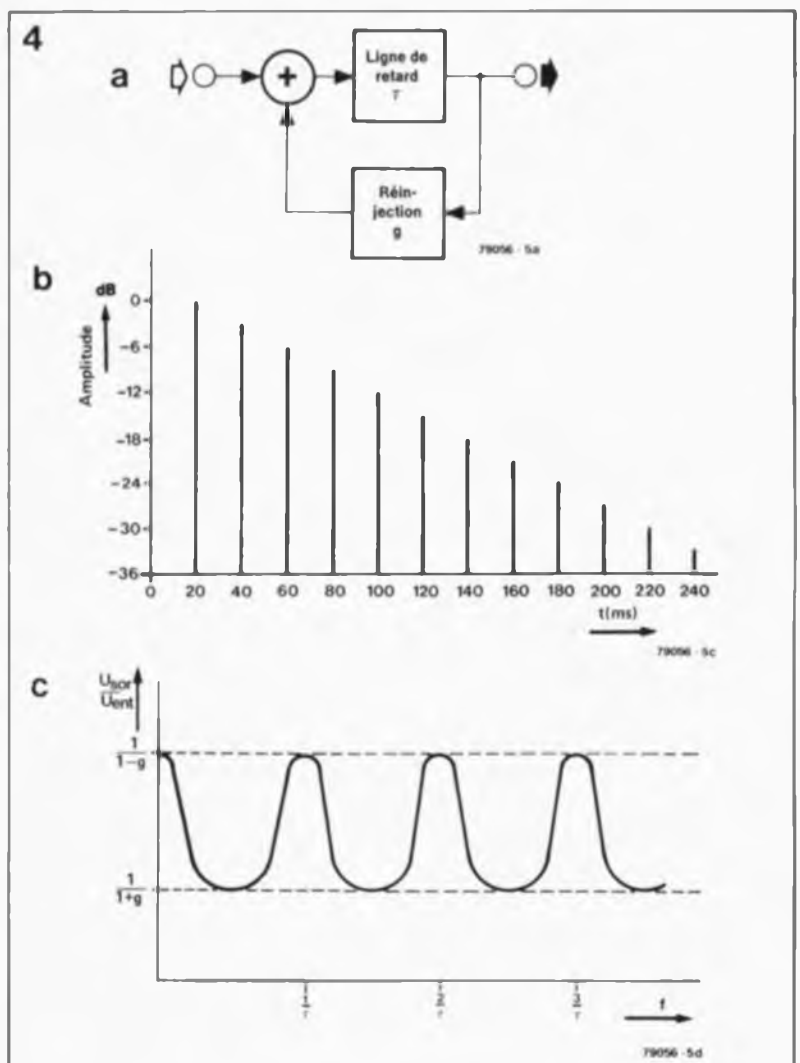 4
a
+
Ligne de
retard
τ
Réin-
jection
g
79056 - 5a
b
dB
Amplitude
0
-6
-12
-18
-24
-30
-36
0 20 40 60 80 100 120 140 160 180 200 220 240
t(ms)
79056 - 5c
c
Usor
Uent
1
1-g
1
1+g
1 2 3
τ τ τ
f
79056 - 5d